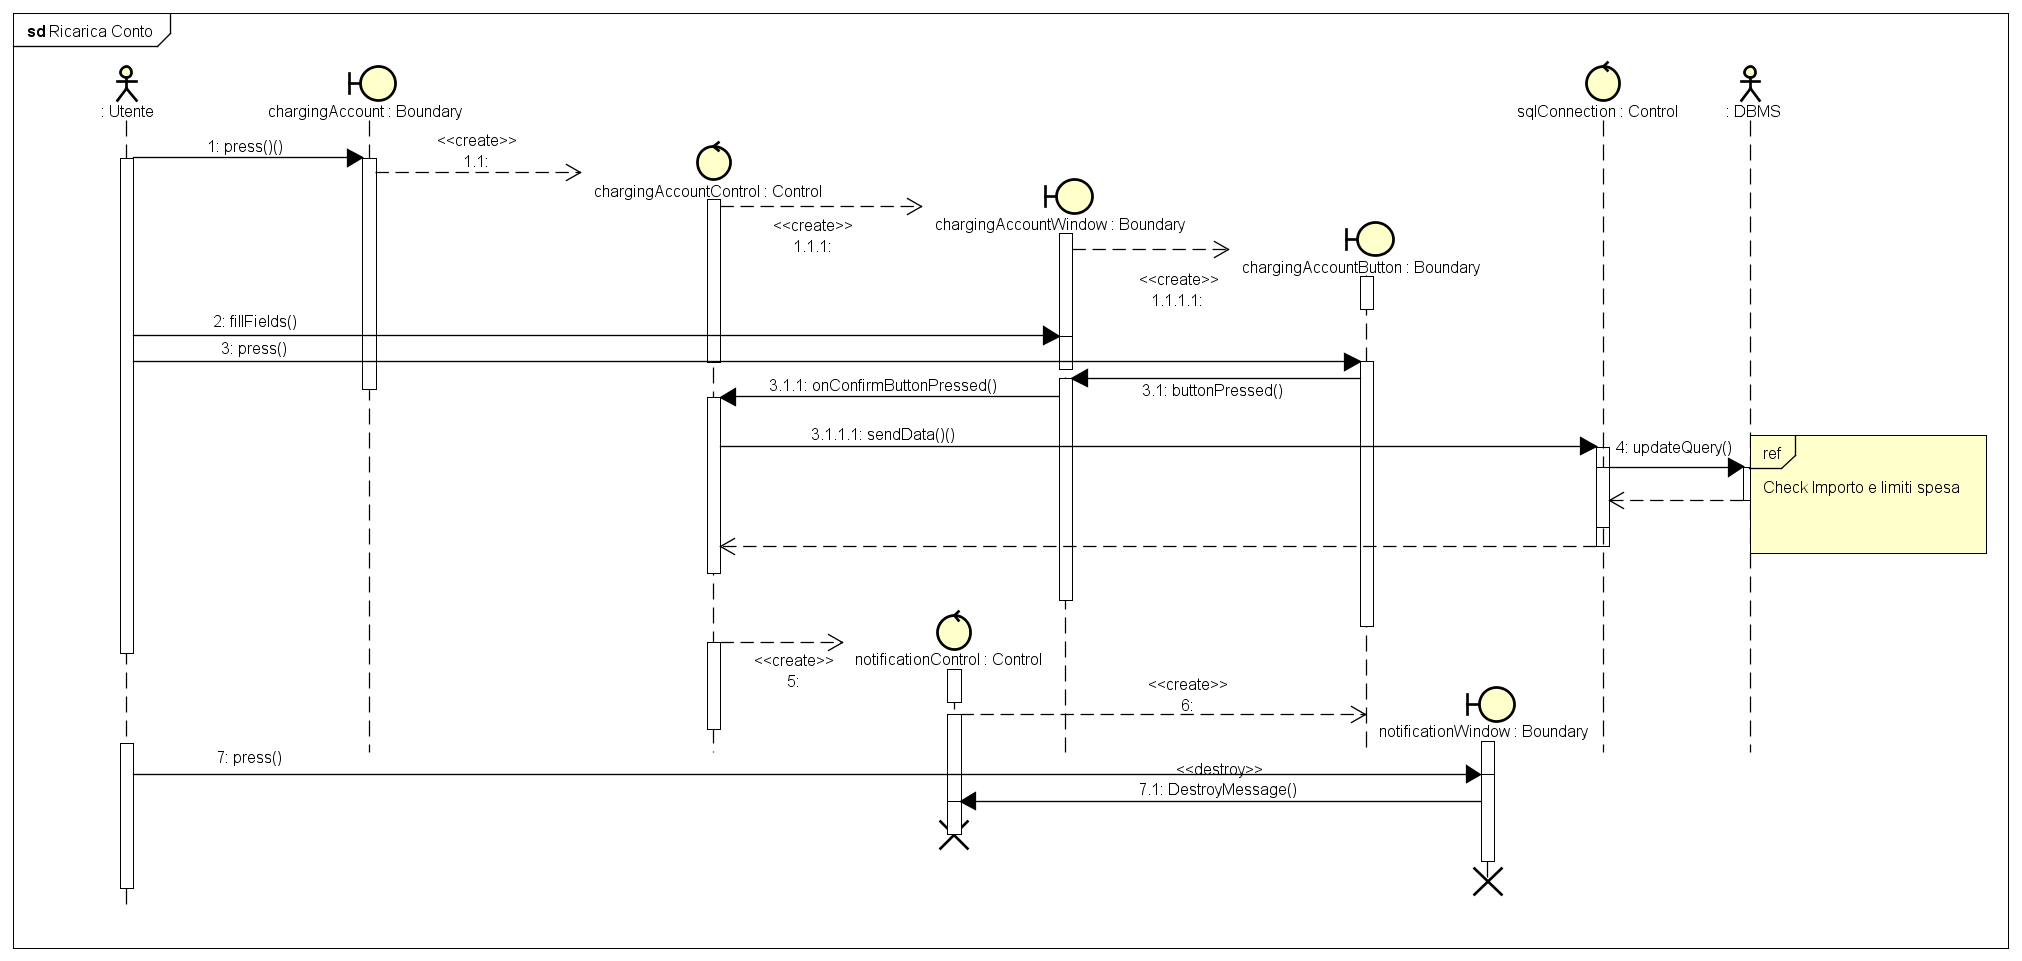 sd Ricarica Conto
: Utente
chargingAccount : Boundary
sqlConnection : Control
: DBMS
1: press()()
<<create>>
1.1:
chargingAccountControl : Control
<<create>>
1.1.1:
chargingAccountWindow : Boundary
<<create>>
1.1.1.1:
chargingAccountButton : Boundary
2: fillFields()
3: press()
3.1: buttonPressed()
3.1.1: onConfirmButtonPressed()
3.1.1.1: sendData()()
4: updateQuery()
ref
Check Importo e limiti spesa
<<create>>
5:
notificationControl : Control
<<create>>
6:
notificationWindow : Boundary
7: press()
<<destroy>>
7.1: DestroyMessage()